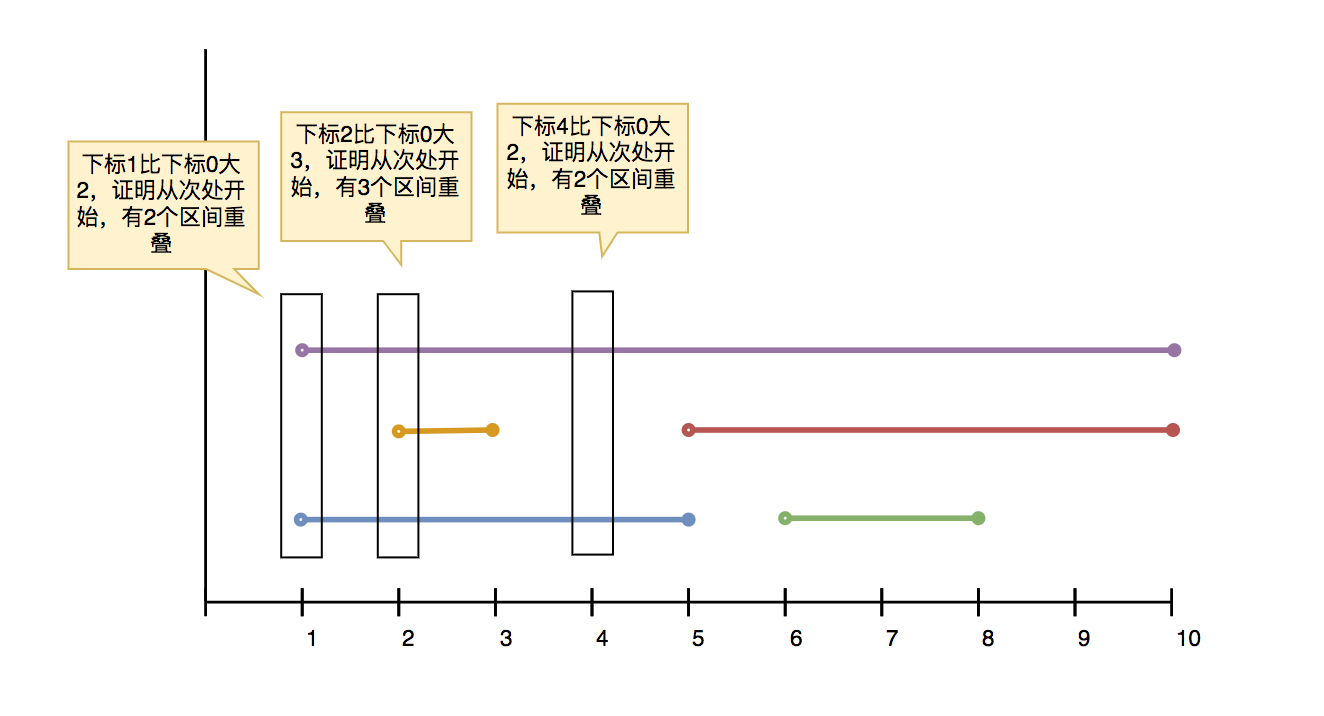 下标1比下标0大
2，证明从次处开
始，有2个区间重
叠
下标2比下标0大
3，证明从次处开
始，有3个区间重
叠
下标4比下标0大
2，证明从次处开
始，有2个区间重
叠
1 2 3 4 5 6 7 8 9 10